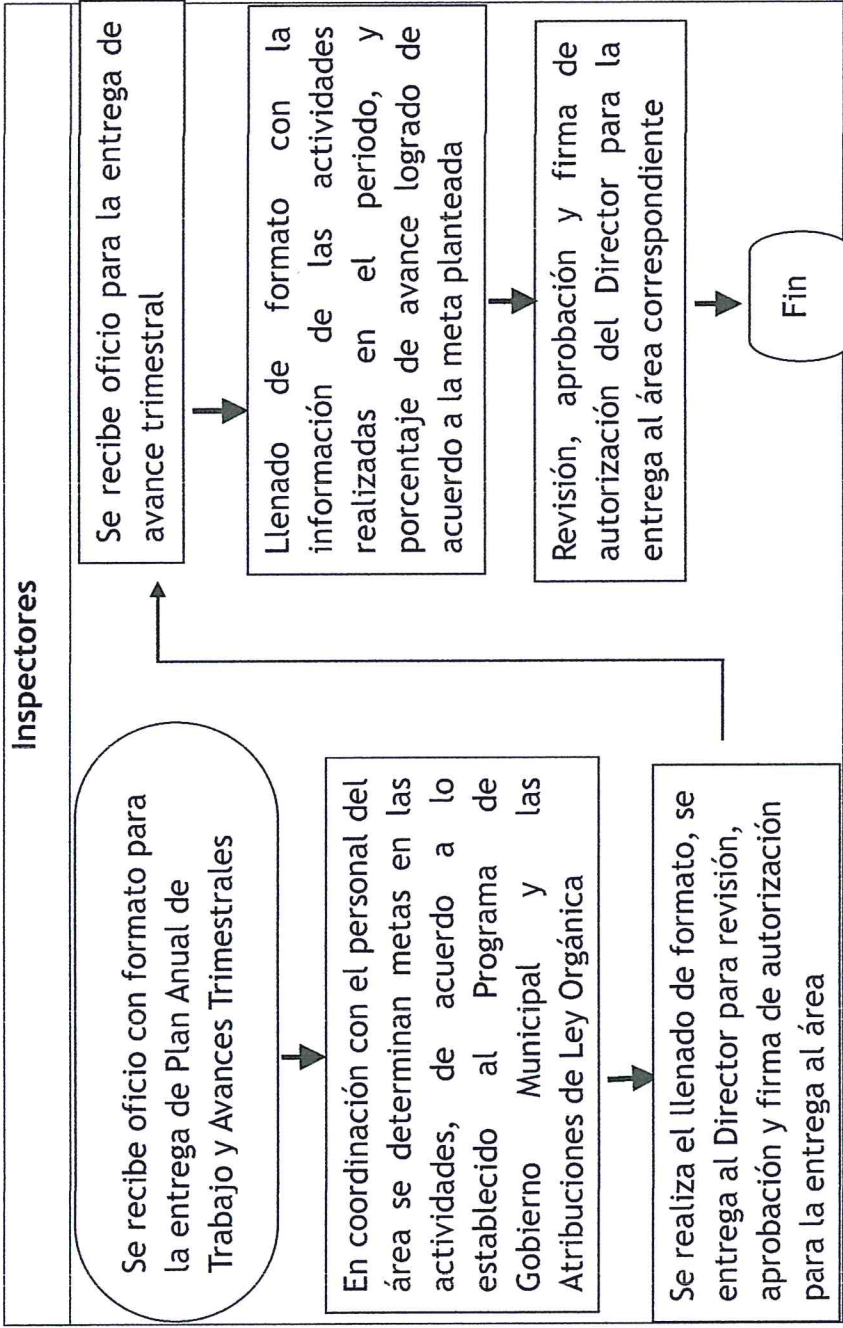 Inspectores
Se recibe oficio con formato para
la entrega de Plan Anual de
Trabajo y Avances Trimestrales
En coordinación con el personal del
área se determinan metas en las
actividades, de acuerdo a lo
establecido al Programa de
Gobierno Municipal y las
Atribuciones de Ley Orgánica
Se realiza el llenado de formato, se
entrega al Director para revisión,
aprobación y firma de autorización
para la entrega al área
Se recibe oficio para la entrega de
avance trimestral
Llenado de formato con la
información de las actividades
realizadas en el periodo, y
porcentaje de avance logrado de
acuerdo a la meta planteada
Revisión, aprobación y firma de
autorización del Director para la
entrega al área correspondiente
Fin